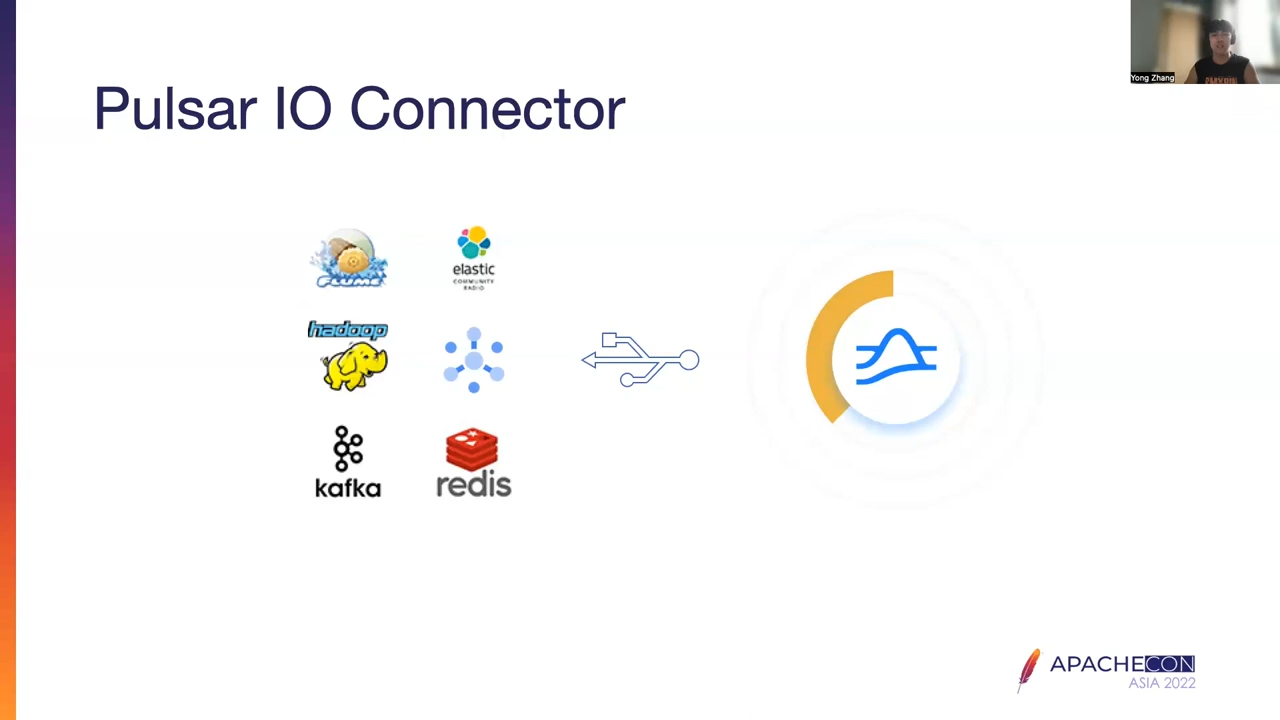 Yong Zhang
Pulsar IO Connector
FLUME
elastic
COMMUNITY
RADIO
hadoop
kafka
redis
APACHECON
ASIA 2022